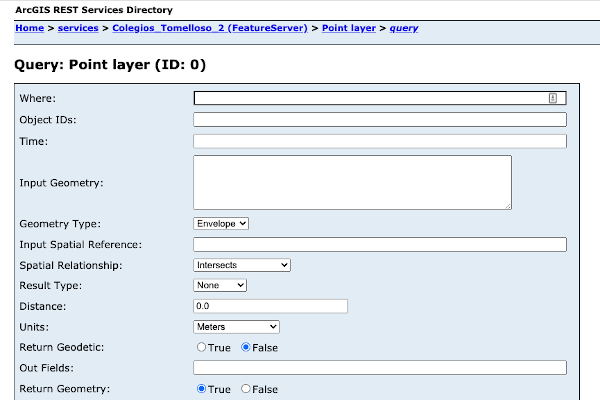 ArcGIS REST Services Directory
Home > services > Colegios_Tomelloso_2 (FeatureServer) > Point layer > query
Query: Point layer (ID: 0)
Where:
Object IDs:
Time:
Input Geometry:
Geometry Type: Envelope
Input Spatial Reference:
Spatial Relationship: Intersects
Result Type: None
Distance: 0.0
Units: Meters
Return Geodetic: True False
Out Fields:
Return Geometry: True False